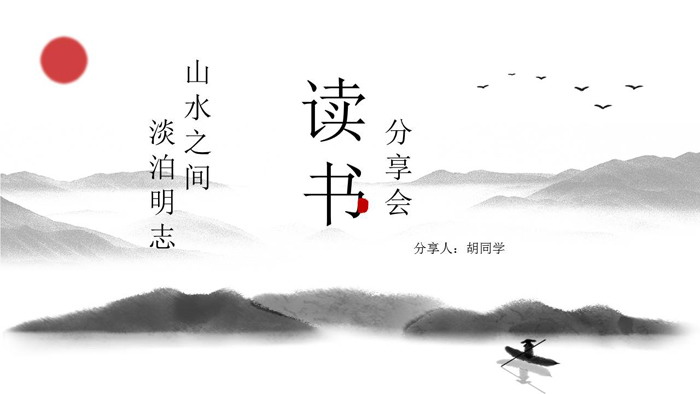 山水之间
淡泊明志
读书
分享会
分享人：胡同学